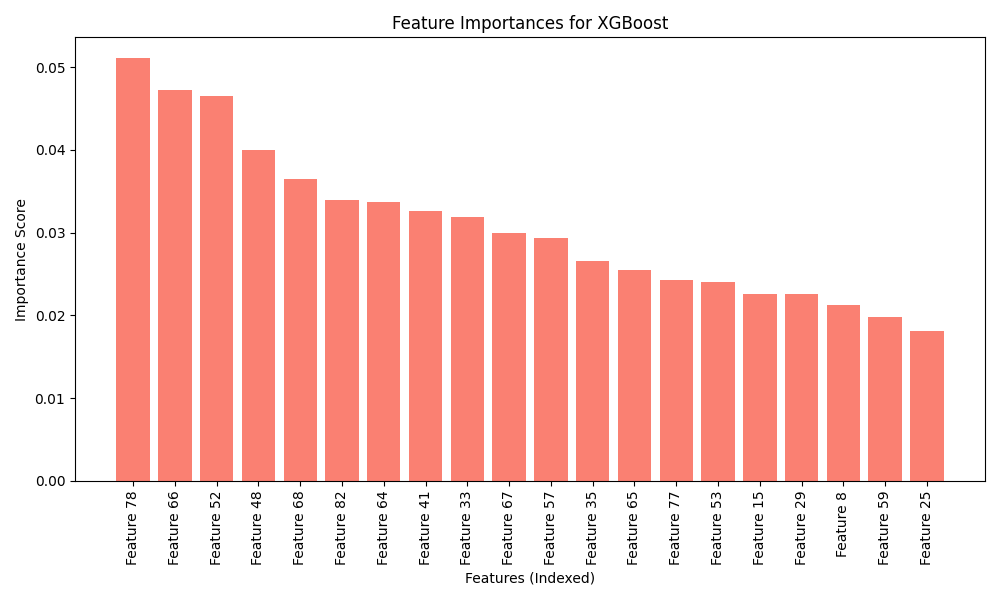 Feature Importances for XGBoost
Importance Score
0.05
0.04
0.03
0.02
0.01
0.00
Feature 78
Feature 66
Feature 52
Feature 48
Feature 68
Feature 82
Feature 64
Feature 41
Feature 33
Feature 67
Feature 57
Feature 35
Feature 65
Feature 77
Feature 53
Feature 15
Feature 29
Feature 8
Feature 59
Feature 25
Features (Indexed)